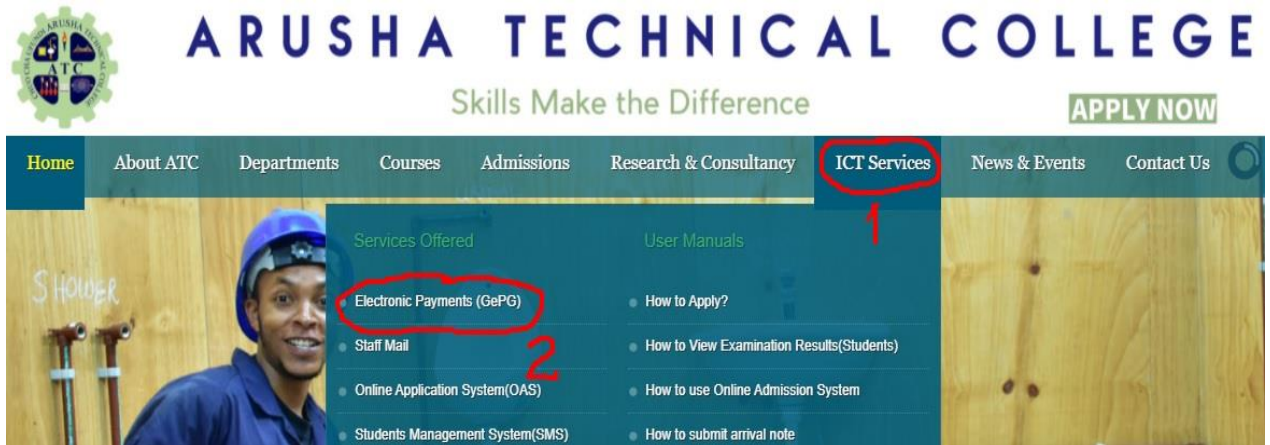 ARUSHA TECHNICAL COLLEGE
ATC
Skills Make the Difference
APPLY NOW
Home About ATC Departments Courses Admissions Research & Consultancy ICT Services News & Events Contact Us
1
Services Offered User Manuals
SHOWER
Electronic Payments (GePG) How to Apply?
2
Staff Mail How to View Examination Results(Students)
Online Application System(OAS) How to use Online Admission System
Students Management System(SMS) How to submit arrival note